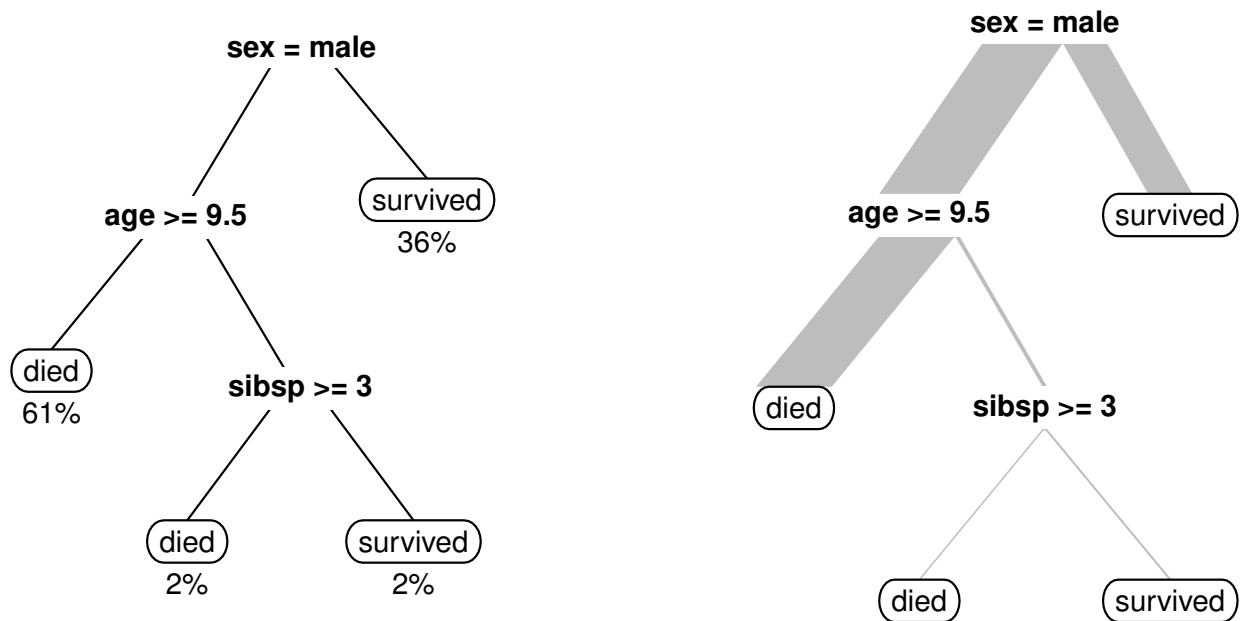 sex = male
survived
36%
age >= 9.5
died
61%
sibsp >= 3
died
2%
survived
2%
sex = male
survived
age >= 9.5
died
sibsp >= 3
died
survived